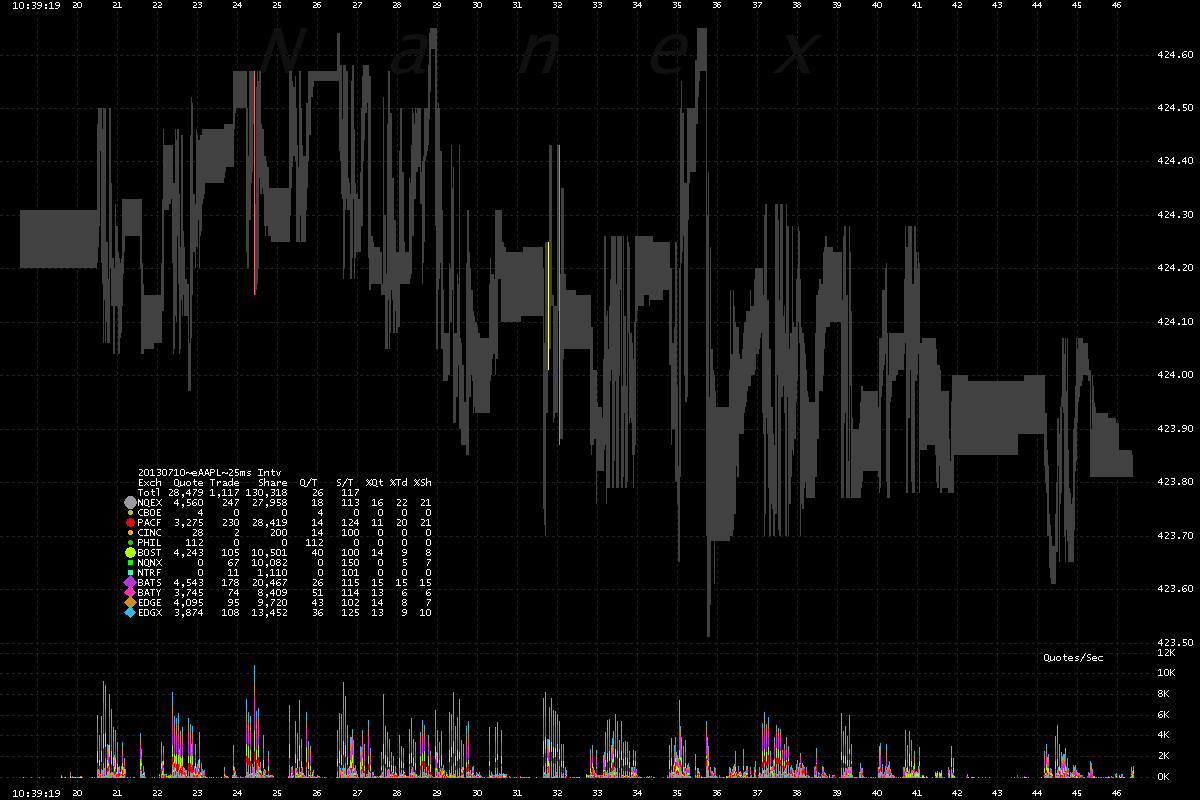 10:39:19 20 21 22 23 24 25 26 27 28 29 30 31 32 33 34 35 36 37 38 39 40 41 42 43 44 45 46
Nanex
424.60
424.50
424.40
424.30
424.20
424.10
424.00
423.90
423.80
423.70
423.60
423.50
20130710~eAAPL~25ms Intv
Exch Quote Trade Share Q/T S/T %Qt %Td %Sh
Totl 28,479 1,117 130,318 26 117
NQEX 4,560 247 27,958 18 113 16 22 21
CBOE 4 0 0 4 0 0 0 0
PACF 3,275 230 28,419 14 124 11 20 21
CINC 28 2 200 14 100 0 0 0
PHIL 112 0 0 112 0 0 0 0
BOST 4,243 105 10,501 40 100 14 9 8
NQNX 0 67 10,082 0 150 0 5 7
NTRF 0 11 1,110 0 101 0 0 0
BATS 4,543 178 20,467 26 115 15 15 15
BATY 3,745 74 8,409 51 114 13 6 6
EDGE 4,095 95 9,720 43 102 14 8 7
EDGX 3,874 108 13,452 36 125 13 9 10
Quotes/Sec
12K
10K
8K
6K
4K
2K
0K
10:39:19 20 21 22 23 24 25 26 27 28 29 30 31 32 33 34 35 36 37 38 39 40 41 42 43 44 45 46